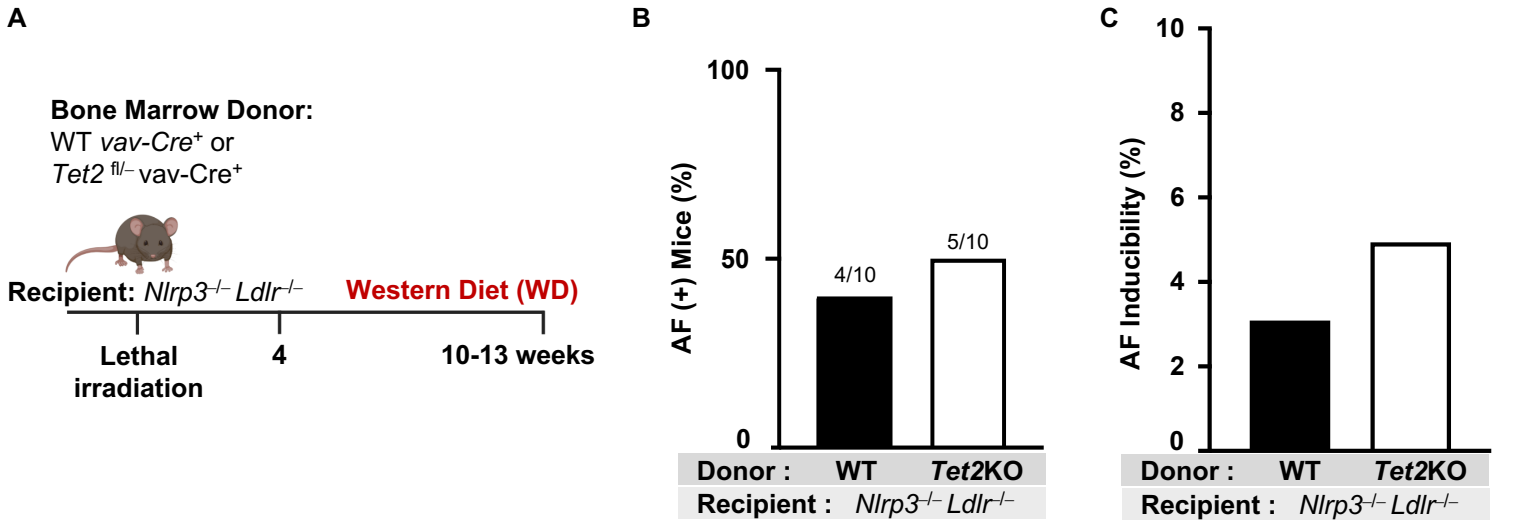 A
Bone Marrow Donor:
WT vav-Cre⁺ or
Tet2 ᶠˡ/⁻ vav-Cre⁺
Recipient: Nlrp3⁻/⁻ Ldlr⁻/⁻
Western Diet (WD)
Lethal
irradiation
4
10-13 weeks
B
AF (+) Mice (%)
100
50
0
4/10
5/10
Donor : WT Tet2KO
Recipient : Nlrp3⁻/⁻ Ldlr⁻/⁻
C
AF Inducibility (%)
10
8
6
4
2
0
Donor : WT Tet2KO
Recipient : Nlrp3⁻/⁻ Ldlr⁻/⁻